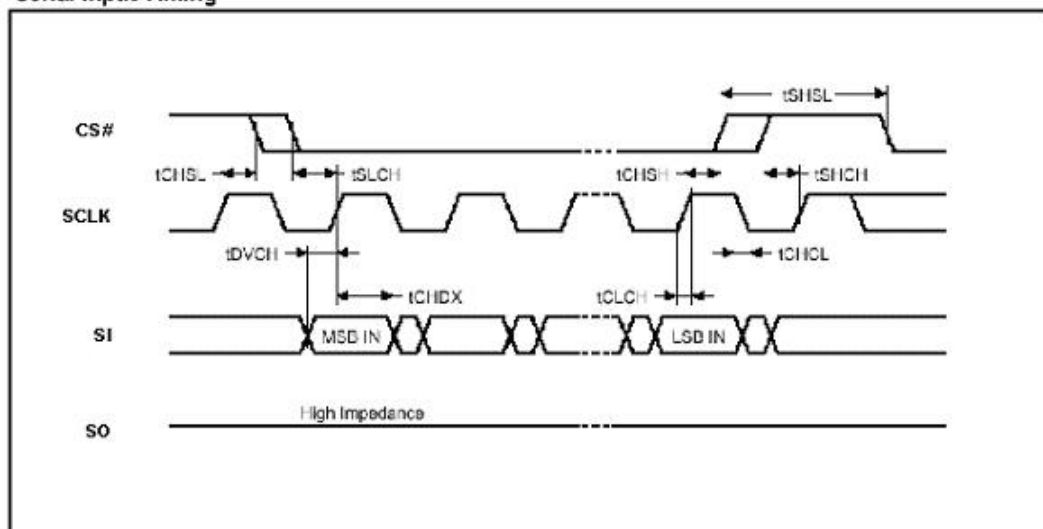 Serial Input Timing
tSHSL
CS#
tCHSL
tSLCH
tCHSH
tSHCH
SCLK
tDVCH
tCHCL
tCHDX
tCLCH
SI
MSB IN
LSB IN
High Impedance
SO